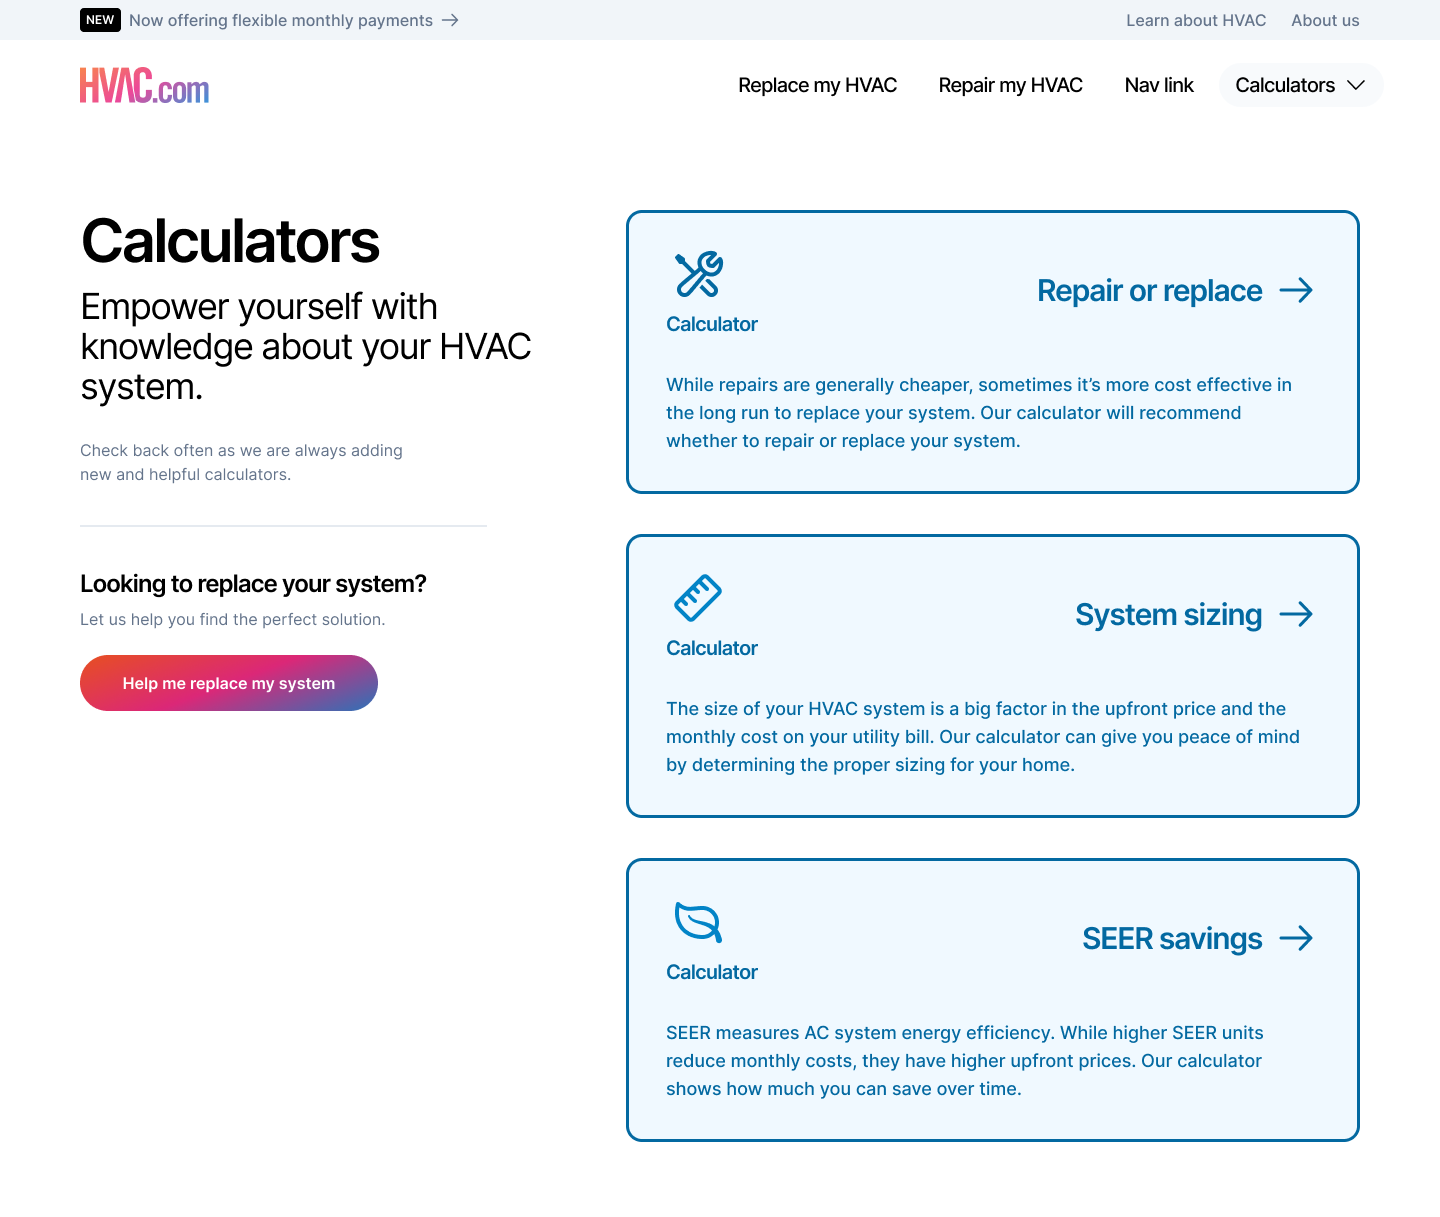 NEW Now offering flexible monthly payments
Learn about HVAC
About us
HVAC.com
Replace my HVAC
Repair my HVAC
Nav link
Calculators
Calculators
Empower yourself with
knowledge about your HVAC
system.
Check back often as we are always adding
new and helpful calculators.
Looking to replace your system?
Let us help you find the perfect solution.
Help me replace my system
Calculator
Repair or replace
While repairs are generally cheaper, sometimes it’s more cost effective in
the long run to replace your system. Our calculator will recommend
whether to repair or replace your system.
Calculator
System sizing
The size of your HVAC system is a big factor in the upfront price and the
monthly cost on your utility bill. Our calculator can give you peace of mind
by determining the proper sizing for your home.
Calculator
SEER savings
SEER measures AC system energy efficiency. While higher SEER units
reduce monthly costs, they have higher upfront prices. Our calculator
shows how much you can save over time.